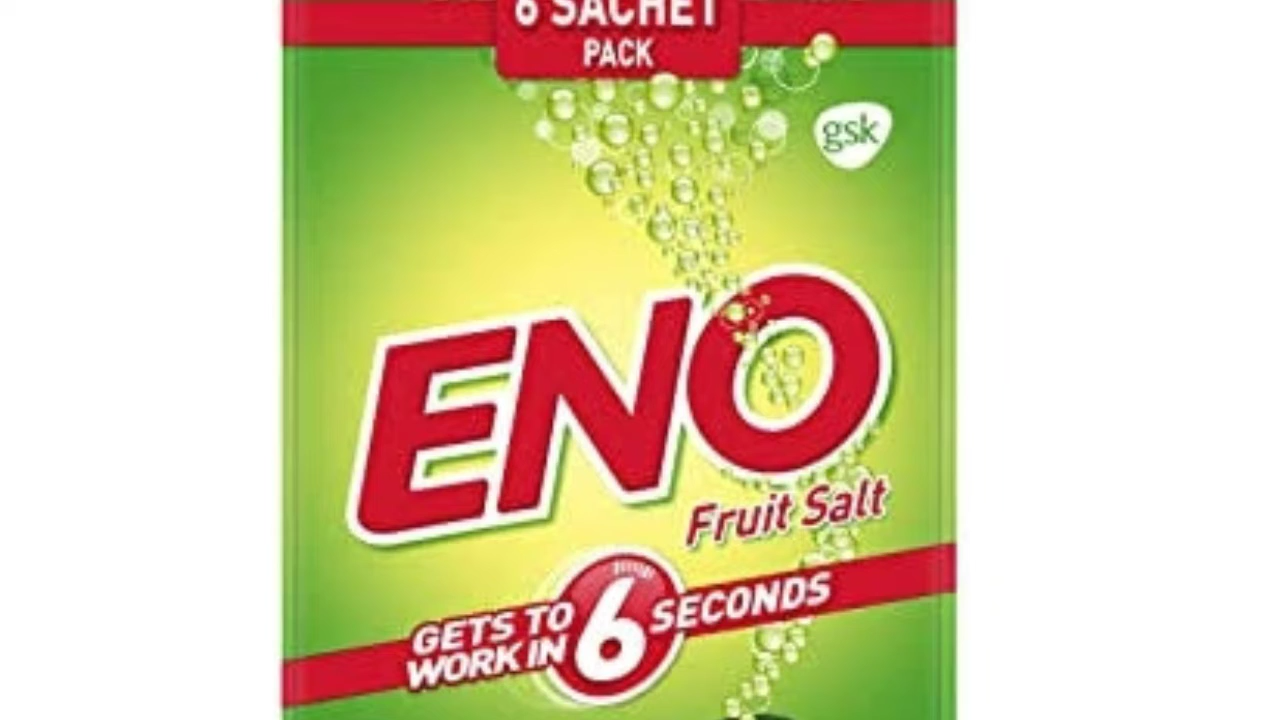 6 SACHET
PACK
gsk
ENO
Fruit Salt
GETS TO
WORK IN 6 SECONDS